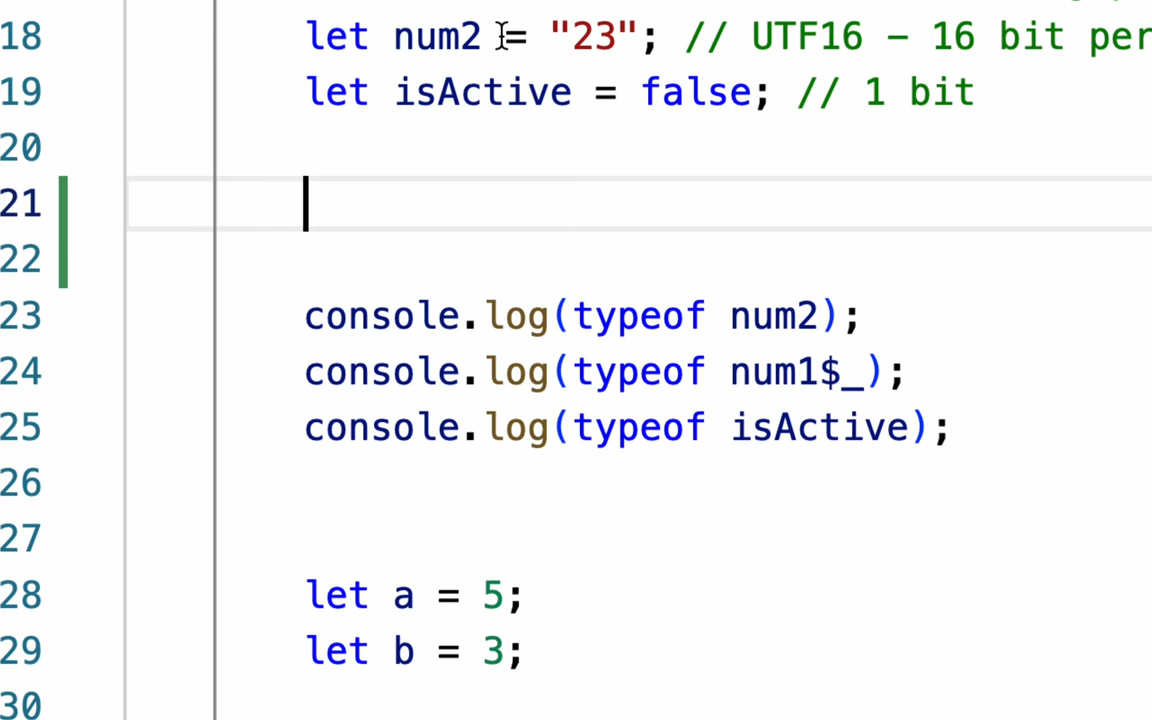 18 let num2 = "23"; // UTF16 – 16 bit per
19 let isActive = false; // 1 bit
20
21
22
23 console.log(typeof num2);
24 console.log(typeof num1$_);
25 console.log(typeof isActive);
26
27
28 let a = 5;
29 let b = 3;
30